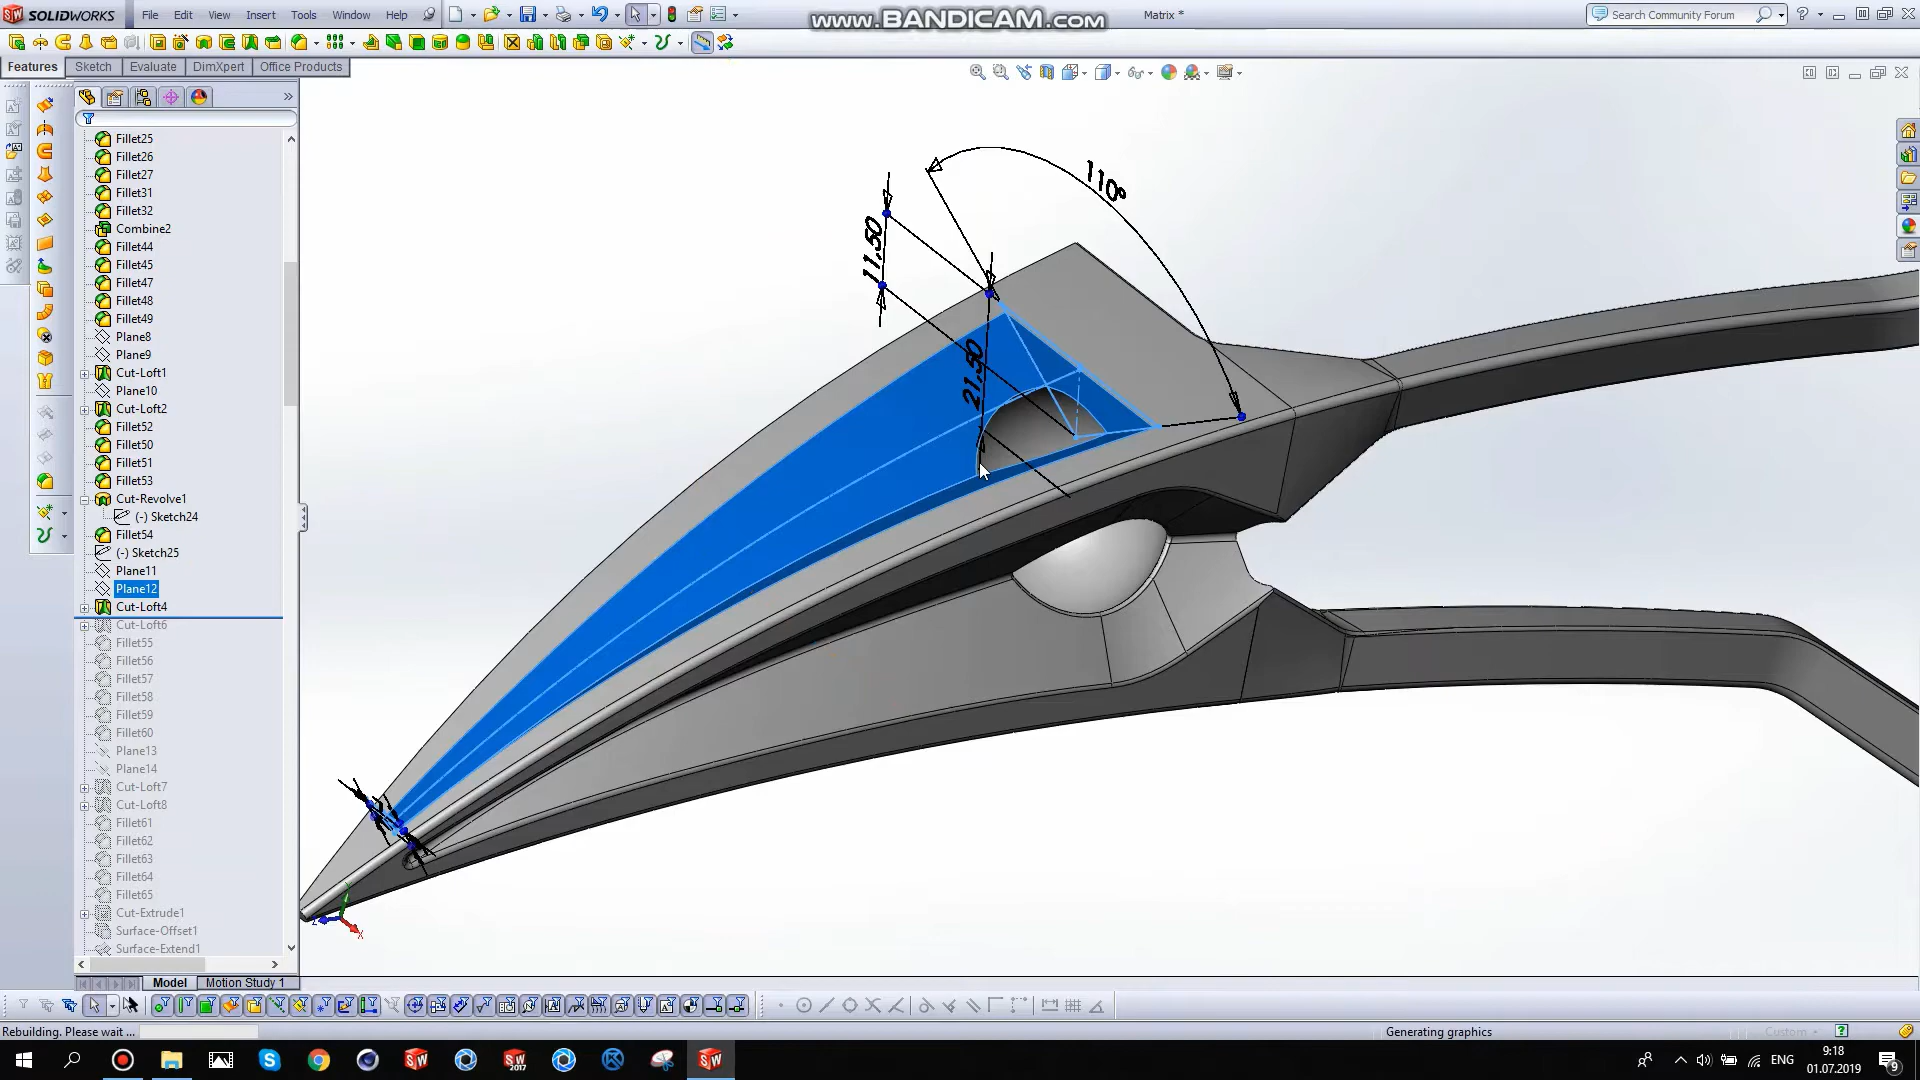 SOLIDWORKS
File Edit View Insert Tools Window Help
www.BANDICAM.com
Matrix *
Search Community Forum
Features Sketch Evaluate DimXpert Office Products
Fillet25
Fillet26
Fillet27
Fillet31
Fillet32
Combine2
Fillet44
Fillet45
Fillet47
Fillet48
Fillet49
Plane8
Plane9
Cut-Loft1
Plane10
Cut-Loft2
Fillet52
Fillet50
Fillet51
Fillet53
Cut-Revolve1
(-) Sketch24
Fillet54
(-) Sketch25
Plane11
Plane12
Cut-Loft4
Cut-Loft6
Fillet55
Fillet56
Fillet57
Fillet58
Fillet59
Fillet60
Plane13
Plane14
Cut-Loft7
Cut-Loft8
Fillet61
Fillet62
Fillet63
Fillet64
Fillet65
Cut-Extrude1
Surface-Offset1
Surface-Extend1
110°
11.50
21.50
Model Motion Study 1
Rebuilding. Please wait ...
Generating graphics
Custom
ENG
9:18
01.07.2019
9
2017